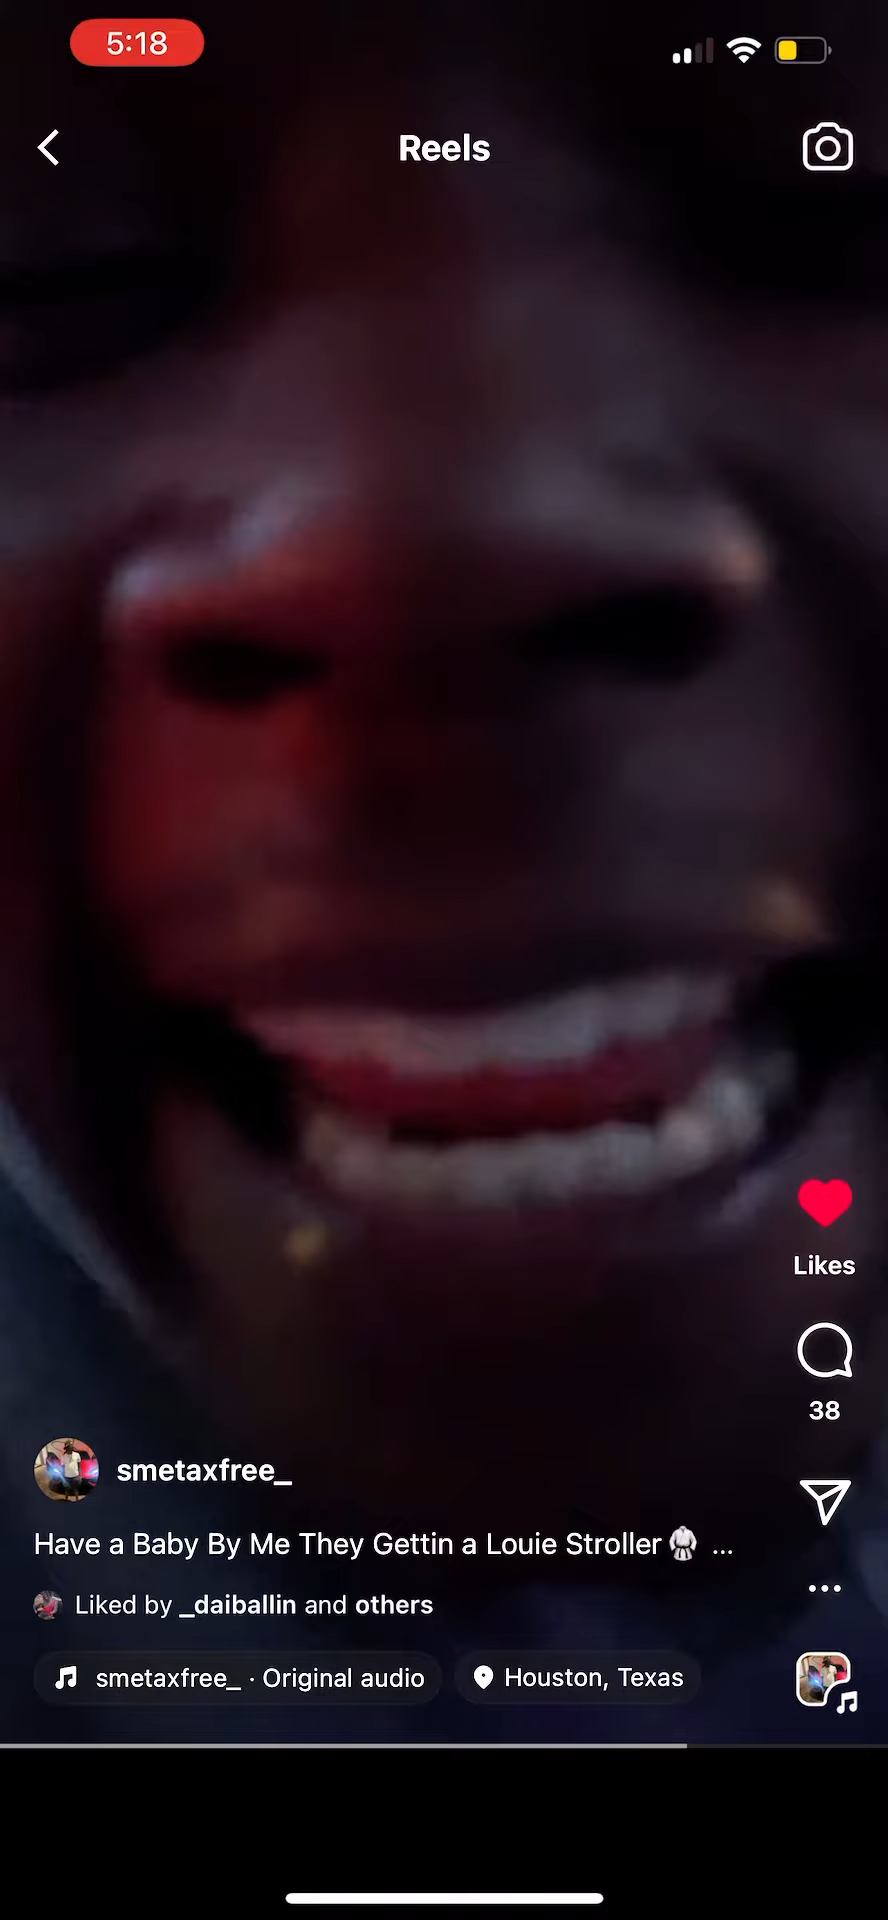 5:18
Reels
Likes
38
smetaxfree_
Have a Baby By Me They Gettin a Louie Stroller🥋 ...
Liked by _daiballin and others
smetaxfree_ · Original audio
Houston, Texas